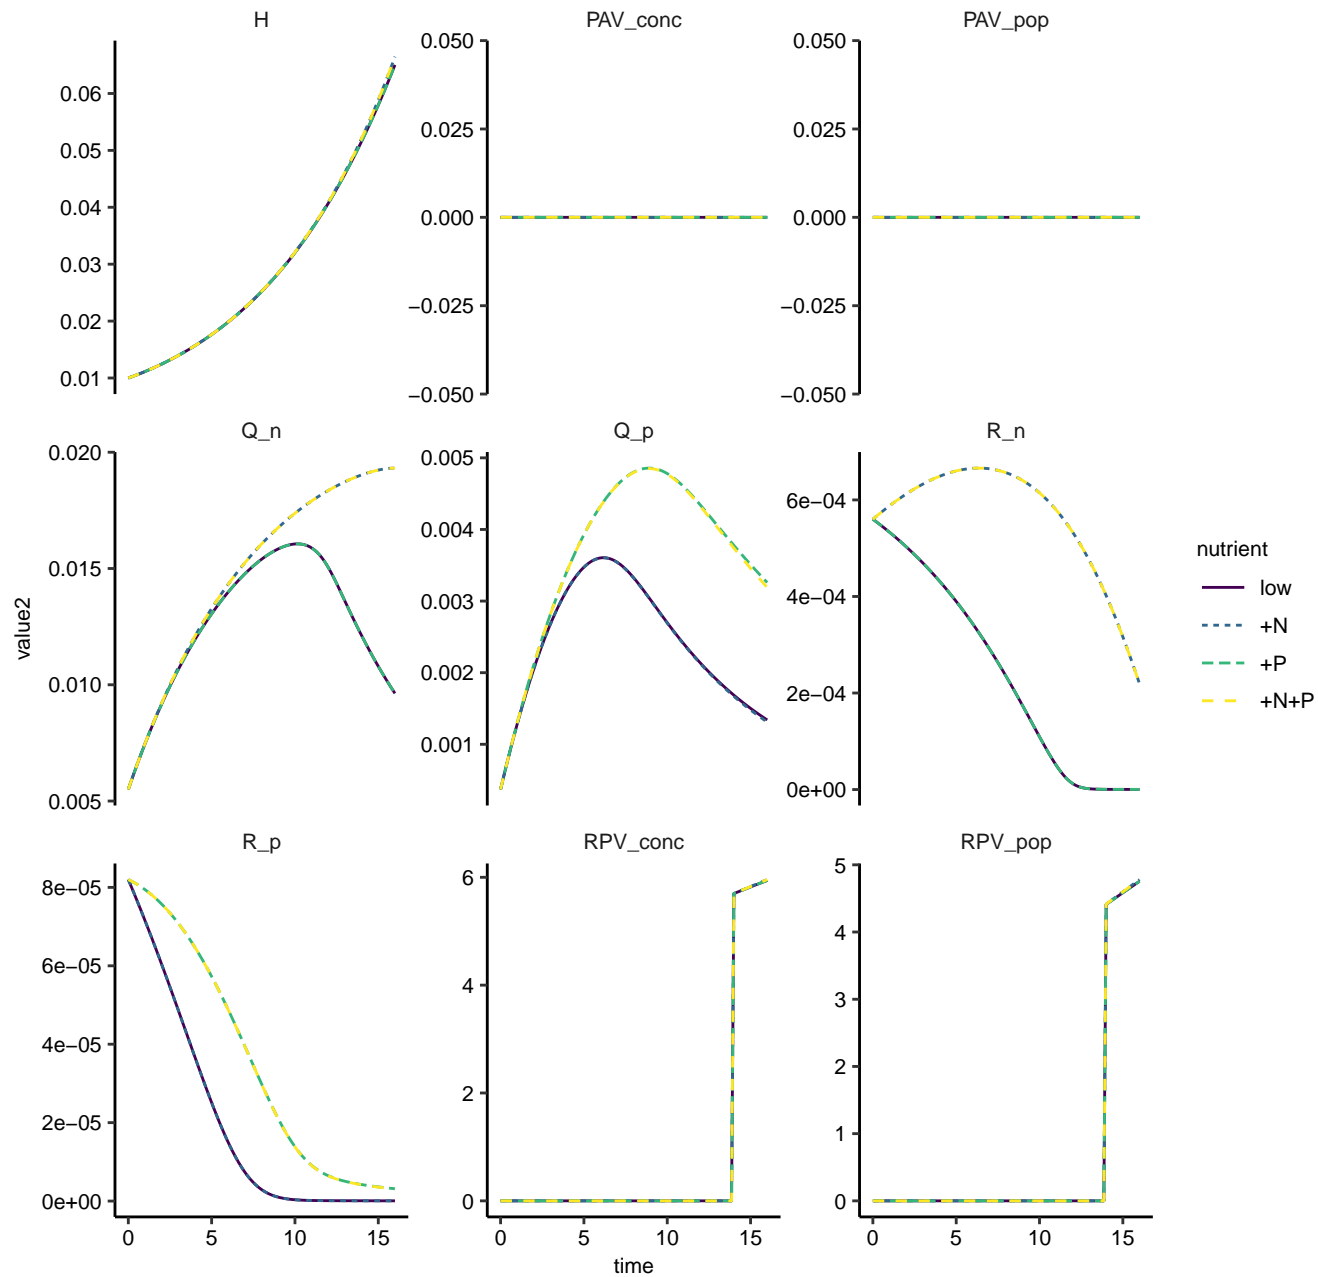 H
PAV_conc
PAV_pop
0.06
0.05
0.04
0.03
0.02
0.01
0.050
0.025
0.000
−0.025
−0.050
0.050
0.025
0.000
−0.025
−0.050
Q_n
Q_p
R_n
0.020
0.015
0.010
0.005
0.005
0.004
0.003
0.002
0.001
6e−04
4e−04
2e−04
0e+00
value2
nutrient
low
+N
+P
+N+P
R_p
RPV_conc
RPV_pop
8e−05
6e−05
4e−05
2e−05
0e+00
6
4
2
0
5
4
3
2
1
0
0 5 10 15
0 5 10 15
0 5 10 15
time